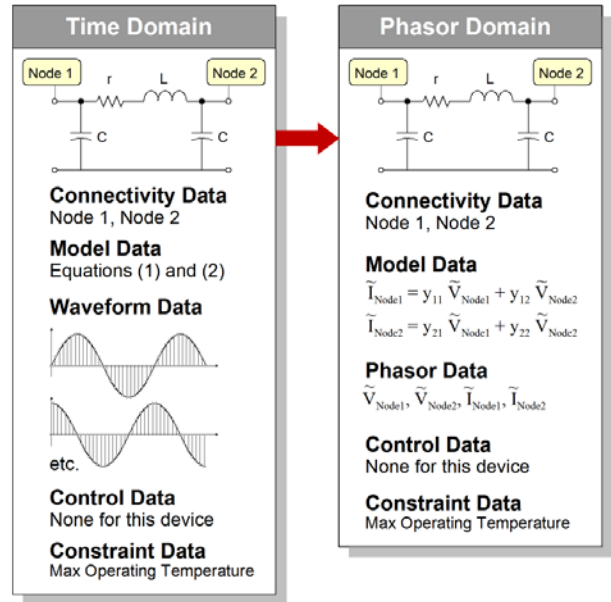 Time Domain
Node 1
r
L
Node 2
C
C
Connectivity Data
Node 1, Node 2
Model Data
Equations (1) and (2)
Waveform Data
etc.
Control Data
None for this device
Constraint Data
Max Operating Temperature
Phasor Domain
Node 1
r
L
Node 2
C
C
Connectivity Data
Node 1, Node 2
Model Data
Ĩ_Node1 = y₁₁ Ṽ_Node1 + y₁₂ Ṽ_Node2
Ĩ_Node2 = y₂₁ Ṽ_Node1 + y₂₂ Ṽ_Node2
Phasor Data
Ṽ_Node1, Ṽ_Node2, Ĩ_Node1, Ĩ_Node2
Control Data
None for this device
Constraint Data
Max Operating Temperature